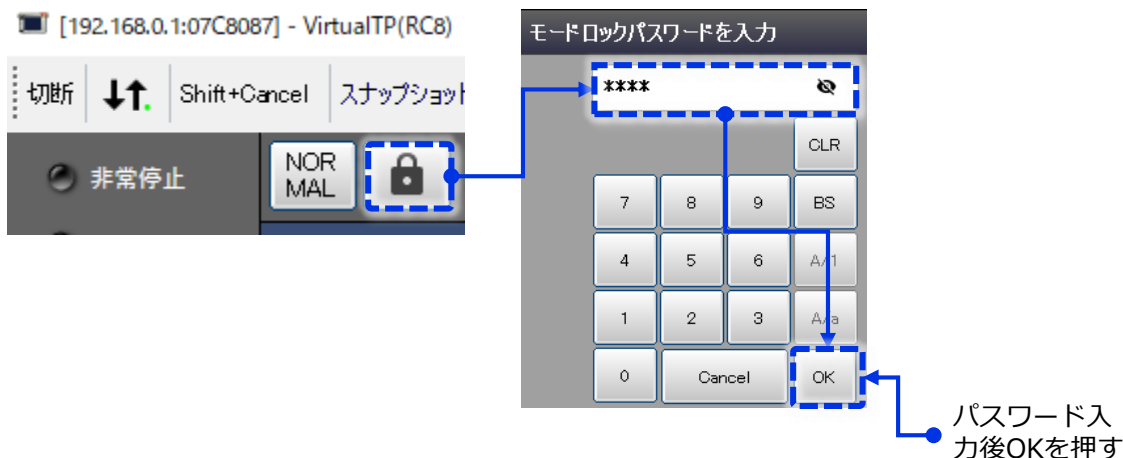 [192.168.0.1:07C8087] - VirtualTP(RC8)
切断
Shift+Cancel
スナップショット
非常停止
NOR
MAL
モードロックパスワードを入力
****
CLR
7 8 9 BS
4 5 6 A/1
1 2 3 A/a
0 Cancel OK
パスワード入
力後OKを押す